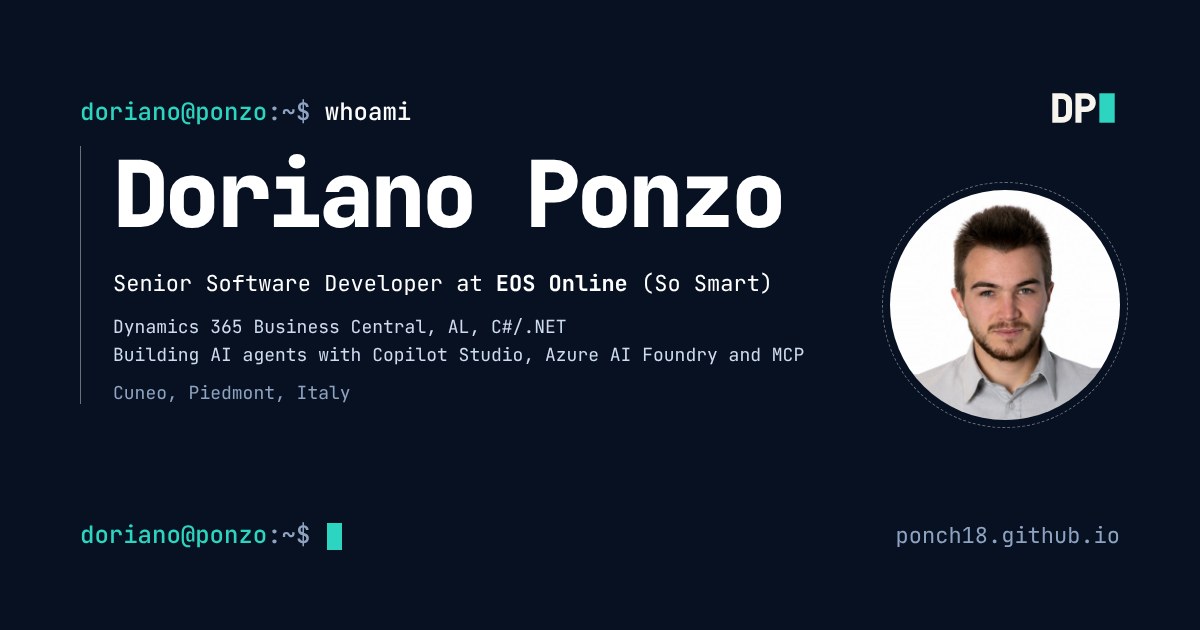 doriano@ponzo:~$ whoami
DP
Doriano Ponzo
Senior Software Developer at EOS Online (So Smart)
Dynamics 365 Business Central, AL, C#/.NET
Building AI agents with Copilot Studio, Azure AI Foundry and MCP
Cuneo, Piedmont, Italy
doriano@ponzo:~$
ponch18.github.io